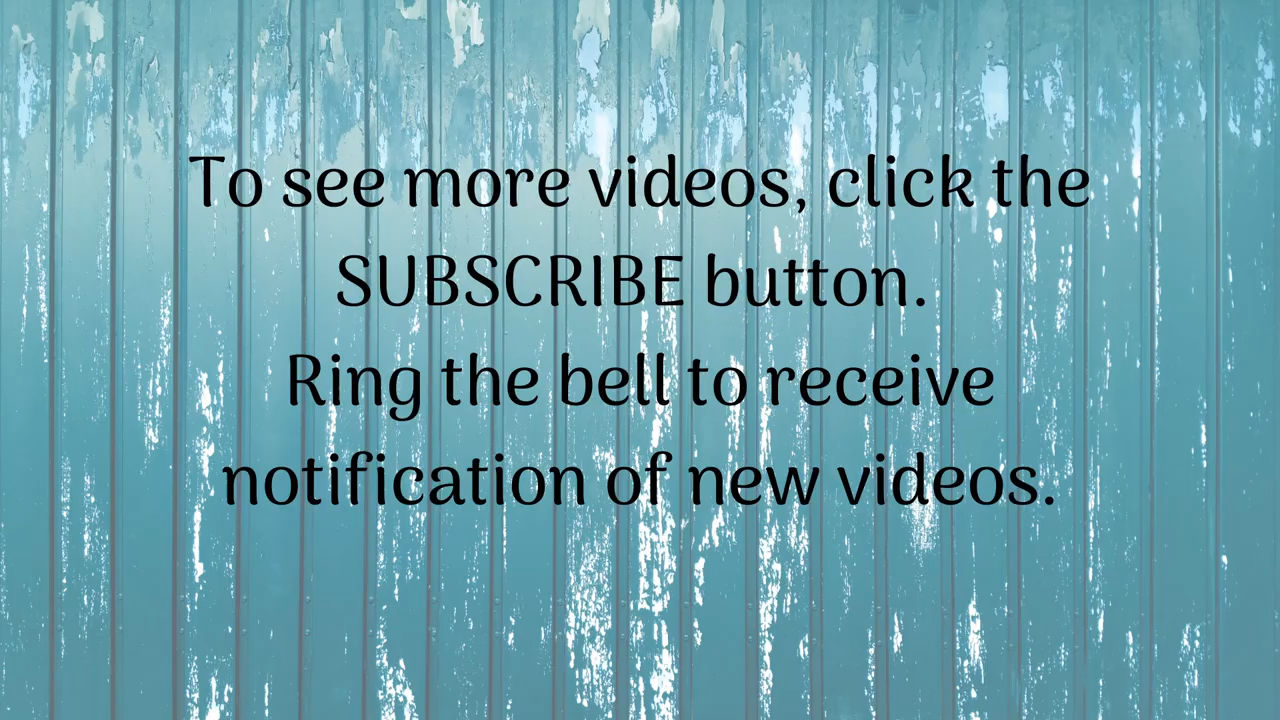 To see more videos, click the
SUBSCRIBE button.
Ring the bell to receive
notification of new videos.